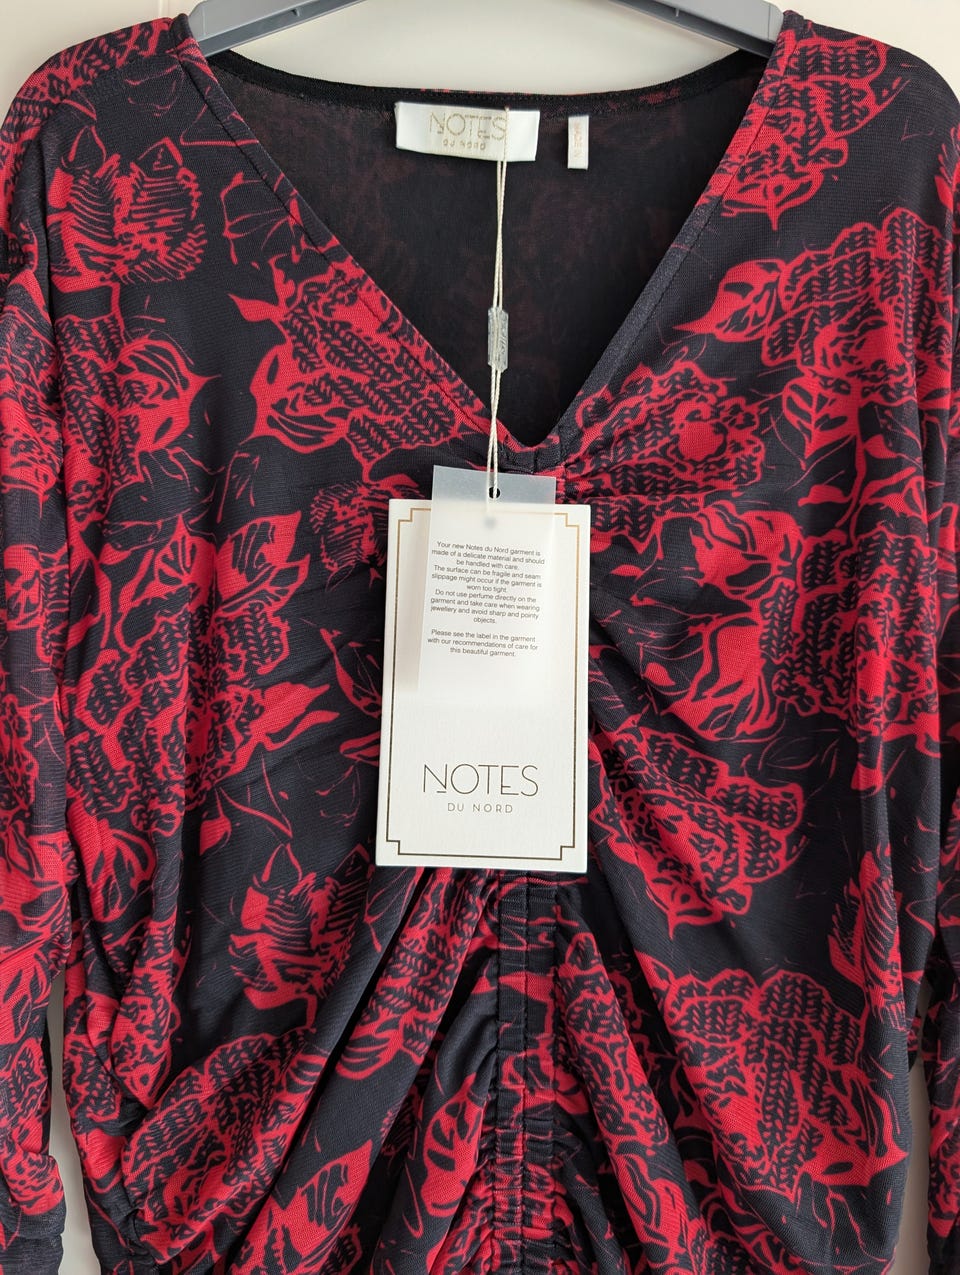 NOTES
DU NORD
Your new Notes du Nord garment is
made of a delicate material and should
be handled with care.
The surface can be fragile and seam
slippage might occur if the garment is
worn too tight.
Do not use perfume directly on the
garment and take care when wearing
jewellery and avoid sharp and pointy
objects.
Please see the label in the garment
with our recommendations of care for
this beautiful garment.
NOTES
DU NORD